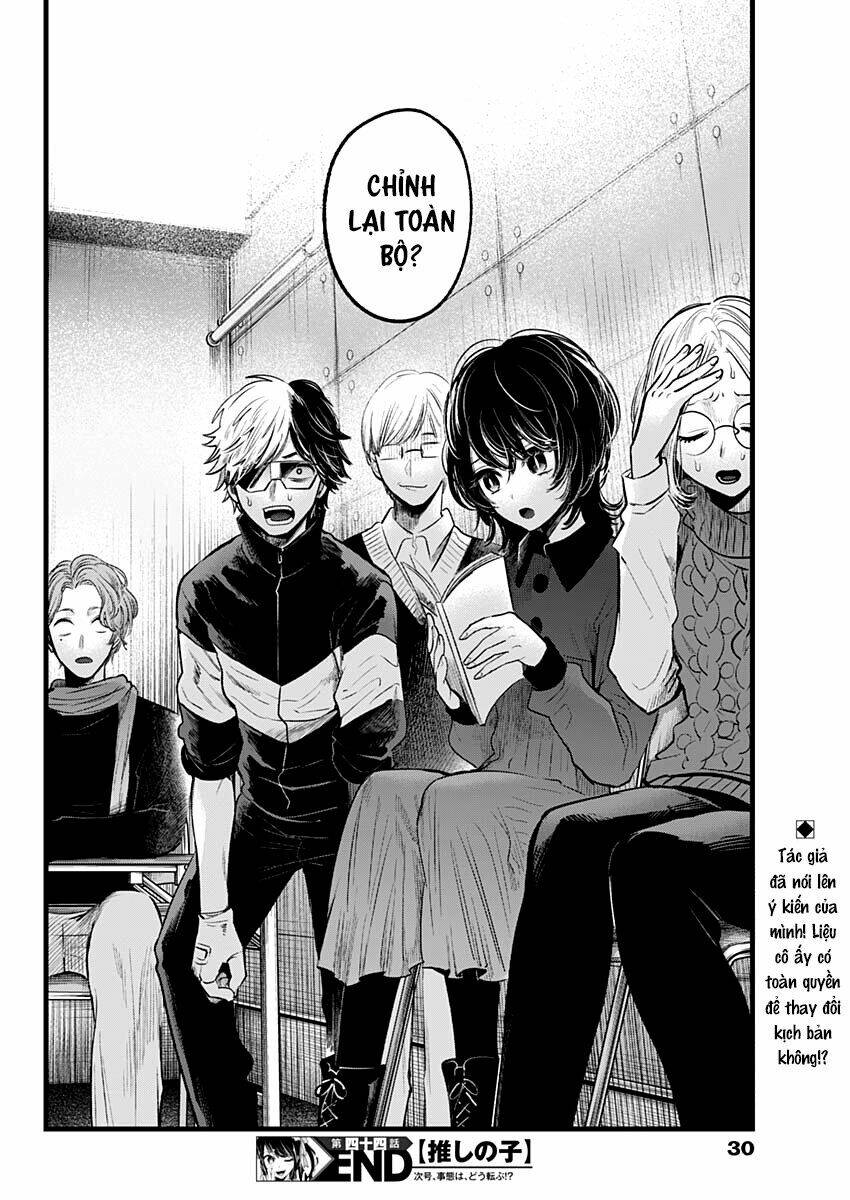 CHỈNH
LẠI TOÀN
BỘ?
Tác giả
đã nói lên
ý kiến của
mình! Liệu
cô ấy có
toàn quyền
để thay đổi
kịch bản
không!?
30
第四十四話
END
【推しの子】
次号、事態は、どう転ぶ!?